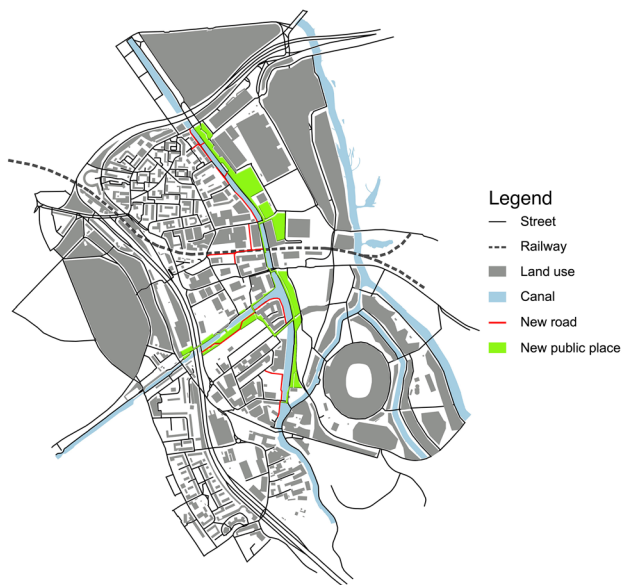 Legend
Street
Railway
Land use
Canal
New road
New public place